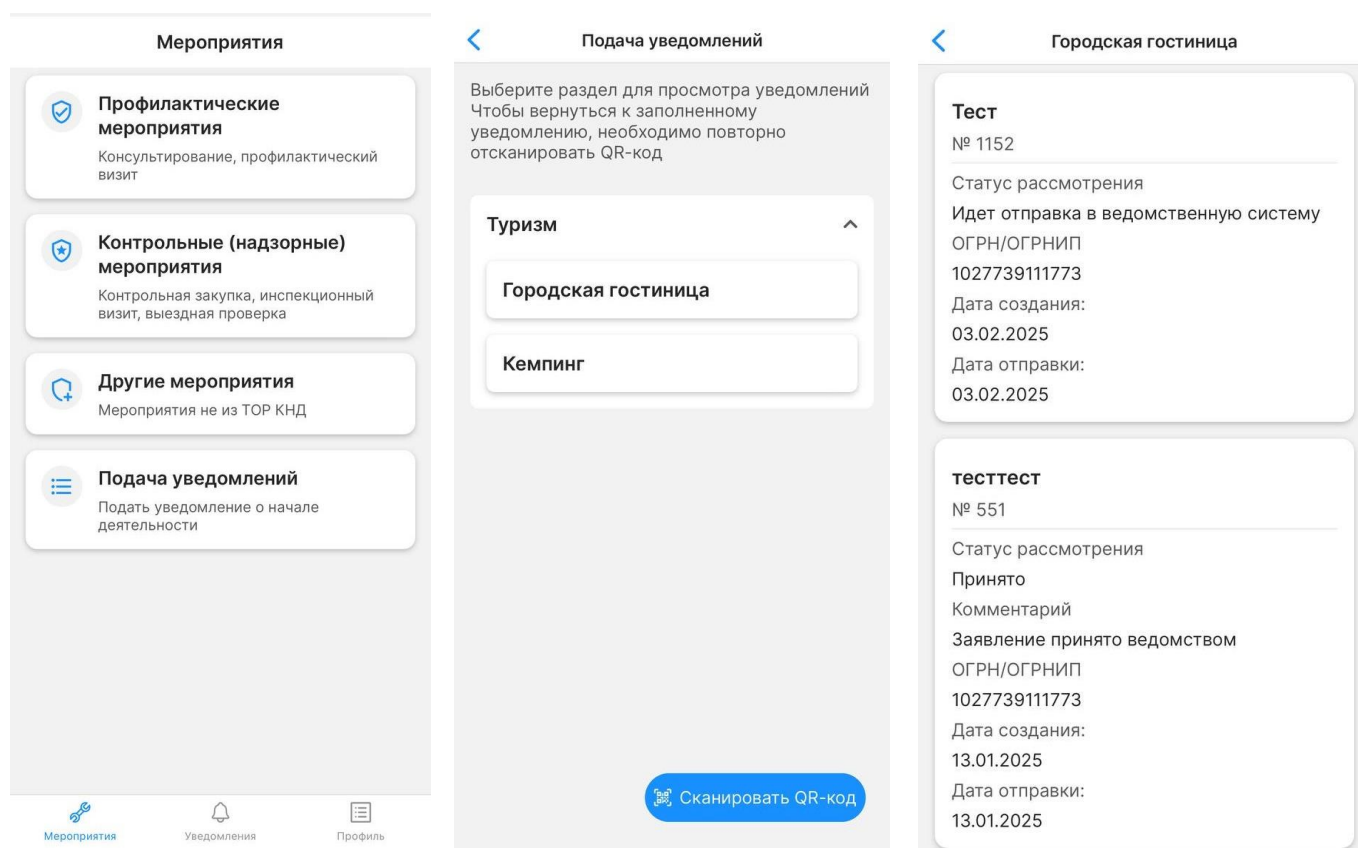 Мероприятия
Профилактические
мероприятия
Консультирование, профилактический
визит
Контрольные (надзорные)
мероприятия
Контрольная закупка, инспекционный
визит, выездная проверка
Другие мероприятия
Мероприятия не из ТОР КНД
Подача уведомлений
Подать уведомление о начале
деятельности
Мероприятия
Уведомления
Профиль
Подача уведомлений
Выберите раздел для просмотра уведомлений
Чтобы вернуться к заполненному
уведомлению, необходимо повторно
отсканировать QR-код
Туризм
Городская гостиница
Кемпинг
Сканировать QR-код
Городская гостиница
Тест
№ 1152
Статус рассмотрения
Идет отправка в ведомственную систему
ОГРН/ОГРНИП
1027739111773
Дата создания:
03.02.2025
Дата отправки:
03.02.2025
тесттест
№ 551
Статус рассмотрения
Принято
Комментарий
Заявление принято ведомством
ОГРН/ОГРНИП
1027739111773
Дата создания:
13.01.2025
Дата отправки:
13.01.2025